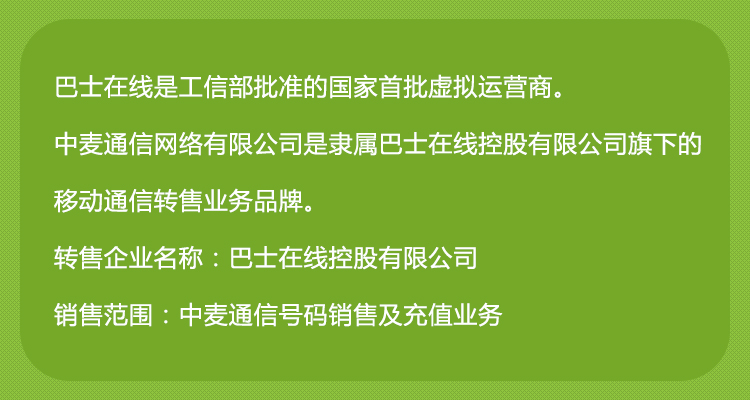 巴士在线是工信部批准的国家首批虚拟运营商。
中麦通信网络有限公司是隶属巴士在线控股有限公司旗下的
移动通信转售业务品牌。
转售企业名称：巴士在线控股有限公司
销售范围：中麦通信号码销售及充值业务